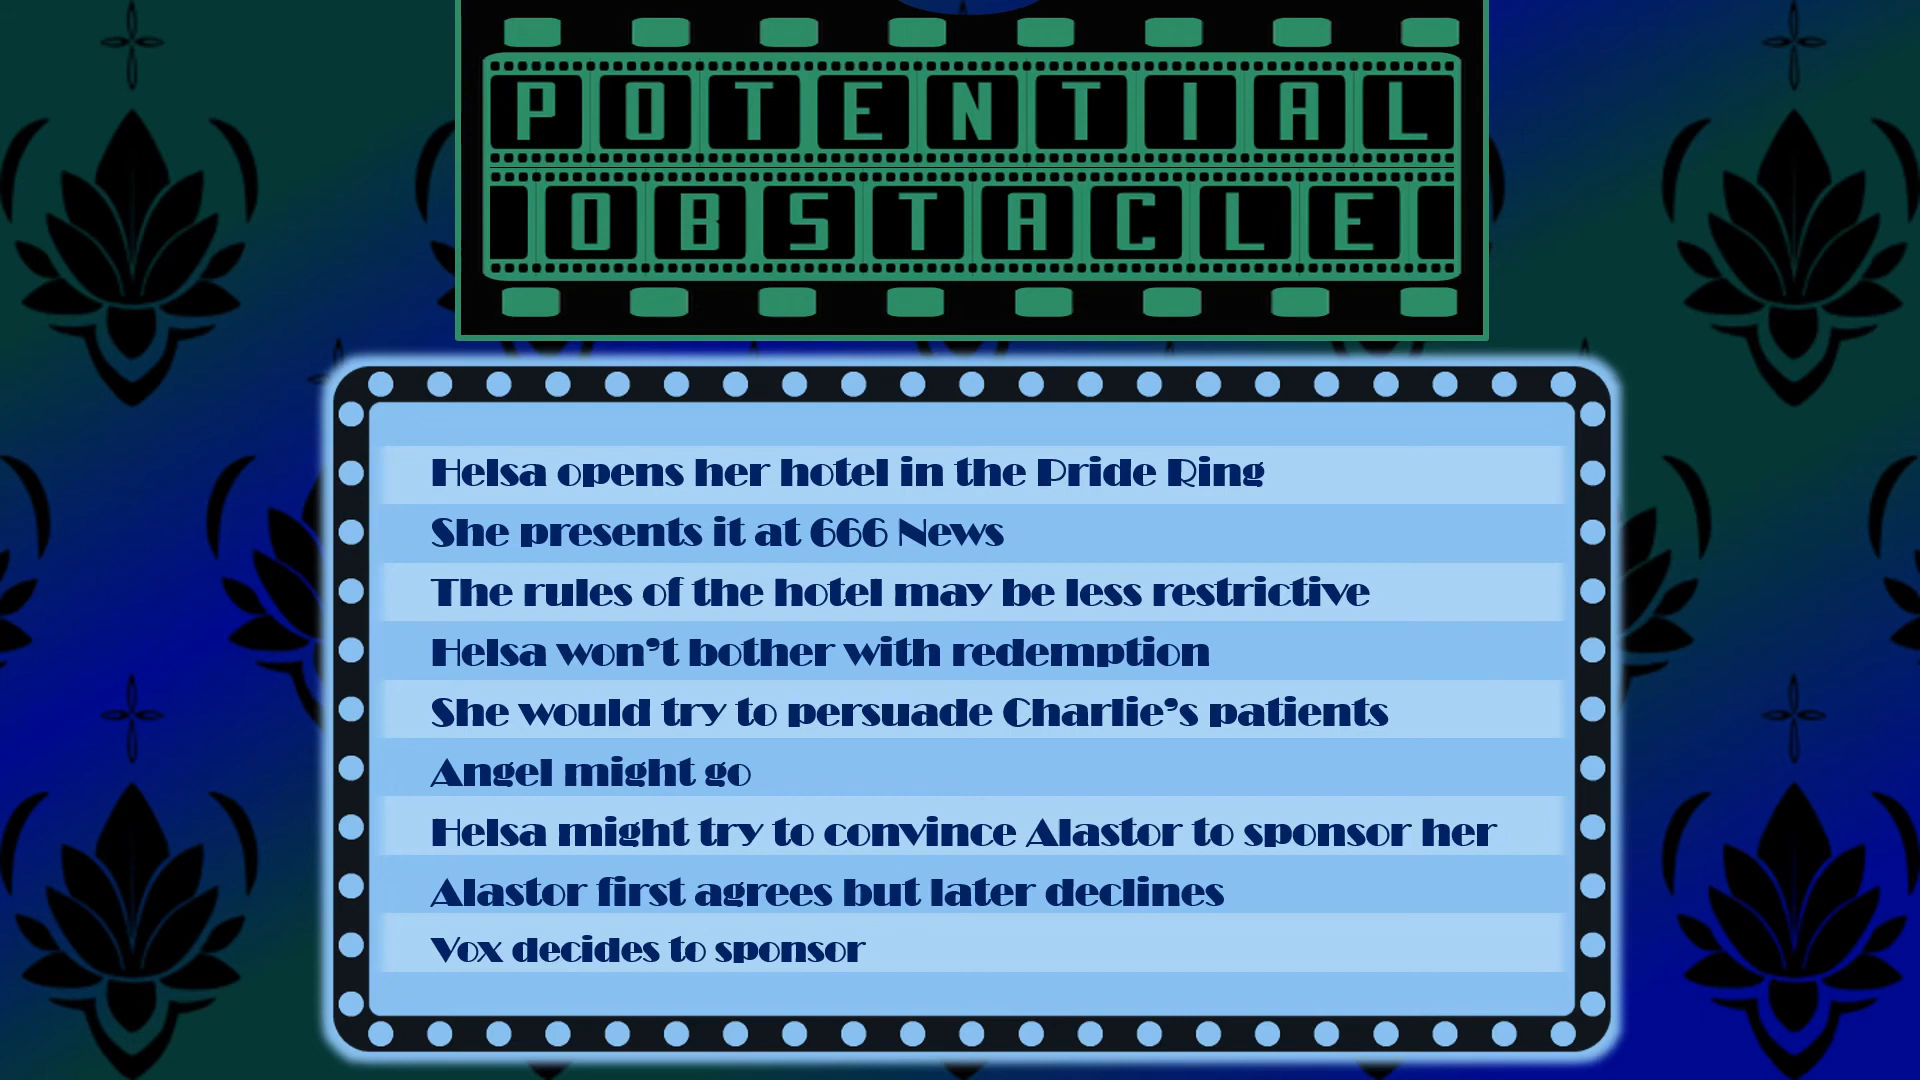 POTENTIAL
OBSTACLE
Helsa opens her hotel in the Pride Ring
She presents it at 666 News
The rules of the hotel may be less restrictive
Helsa won't bother with redemption
She would try to persuade Charlie's patients
Angel might go
Helsa might try to convince Alastor to sponsor her
Alastor first agrees but later declines
Vox decides to sponsor